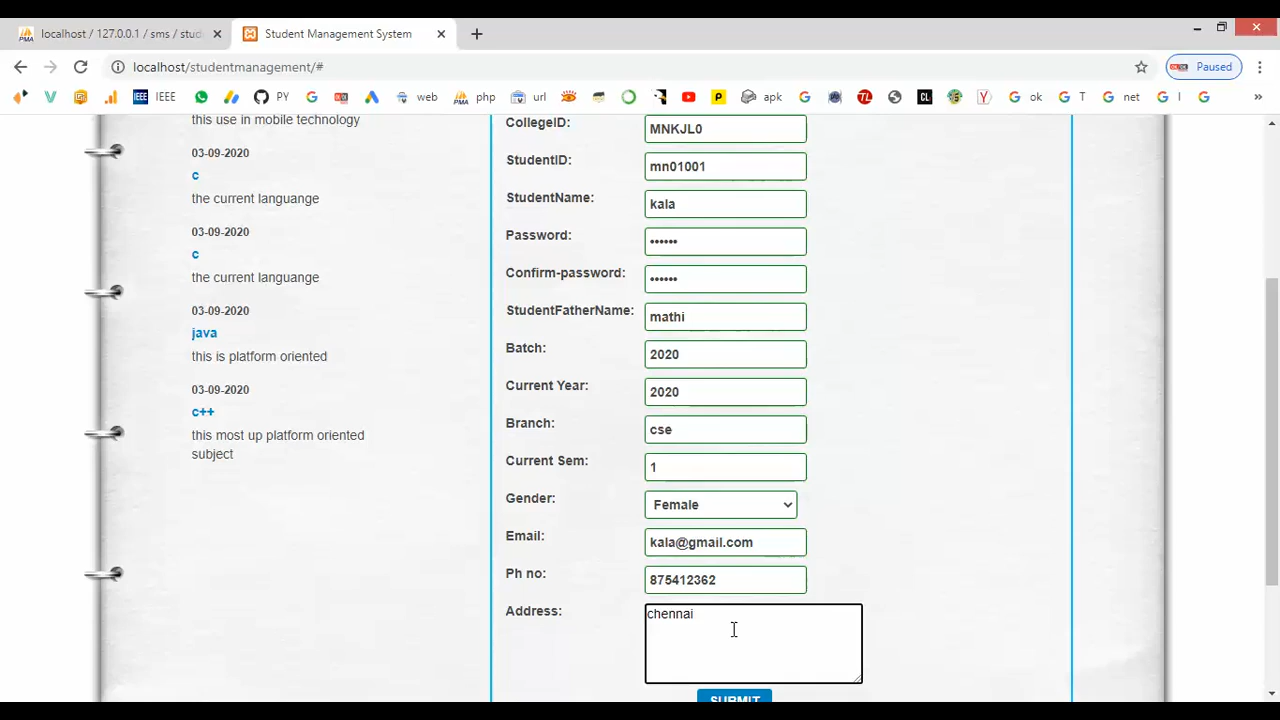 localhost / 127.0.0.1 / sms / stud
Student Management System
localhost/studentmanagement/#
Paused
IEEE
PY
web
php
url
apk
ok
T
net
I
this use in mobile technology
03-09-2020
c
the current languange
03-09-2020
c
the current languange
03-09-2020
java
this is platform oriented
03-09-2020
c++
this most up platform oriented
subject
CollegeID:
MNKJL0
StudentID:
mn01001
StudentName:
kala
Password:
••••••
Confirm-password:
••••••
StudentFatherName:
mathi
Batch:
2020
Current Year:
2020
Branch:
cse
Current Sem:
1
Gender:
Female
Email:
kala@gmail.com
Ph no:
875412362
Address:
chennai
SUBMIT